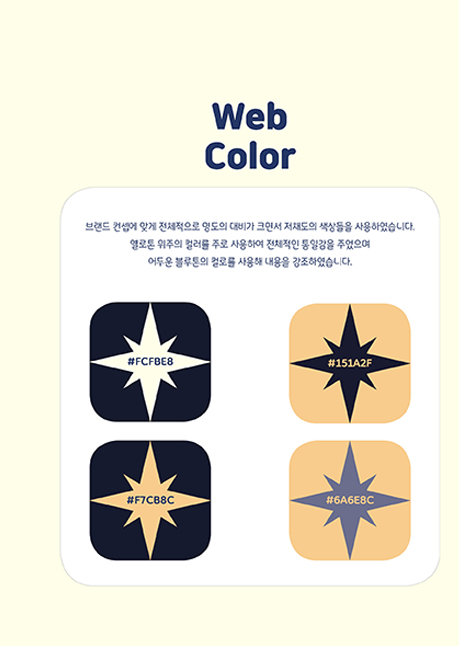 Web
Color
브랜드 컨셉에 맞게 전체적으로 명도의 대비가 크면서 저채도의 색상들을 사용하였습니다.
옐로톤 위주의 컬러를 주로 사용하여 전체적인 통일감을 주었으며
어두운 블루톤의 컬로를 사용해 내용을 강조하였습니다.
#FCFBE8
#151A2F
#F7CB8C
#6A6E8C